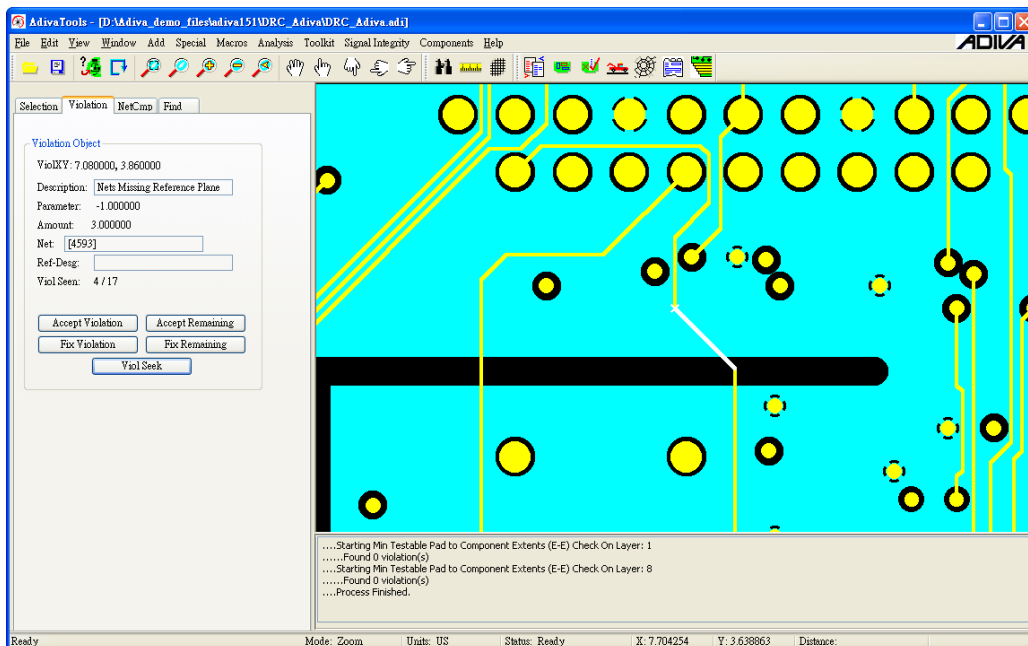 AdivaTools - [D:\Adiva_demo_files\adiva151\DRC_Adiva\DRC_Adiva.adi]
File Edit View Window Add Special Macros Analysis Toolkit Signal Integrity Components Help
ADIVA
Selection Violation NetCmp Find
Violation Object
ViolXY: 7.080000, 3.860000
Description: Nets Missing Reference Plane
Parameter: -1.000000
Amount: 3.000000
Net: [4593]
Ref-Desg:
Viol Seen: 4 / 17
Accept Violation Accept Remaining
Fix Violation Fix Remaining
Viol Seek
....Starting Min Testable Pad to Component Extents (E-E) Check On Layer: 1
......Found 0 violation(s)
....Starting Min Testable Pad to Component Extents (E-E) Check On Layer: 8
......Found 0 violation(s)
....Process Finished.
Ready Mode: Zoom Units: US Status: Ready X: 7.704254 Y: 3.638863 Distance: